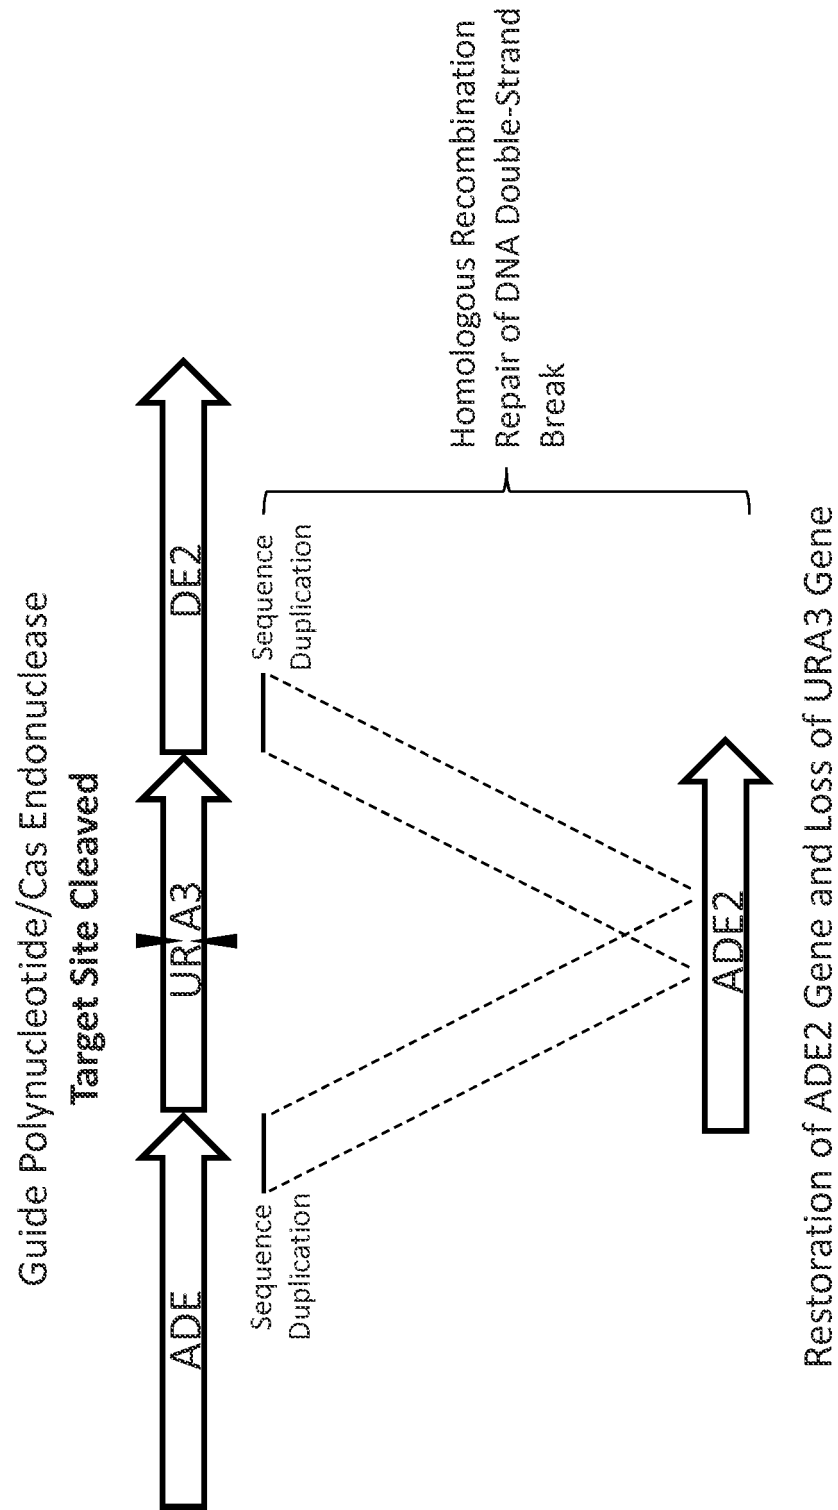 Guide Polynucleotide/Cas Endonuclease
Target Site Cleaved
ADE
URA3
DE2
Sequence
Duplication
Sequence
Duplication
Homologous Recombination
Repair of DNA Double-Strand
Break
ADE2
Restoration of ADE2 Gene and Loss of URA3 Gene